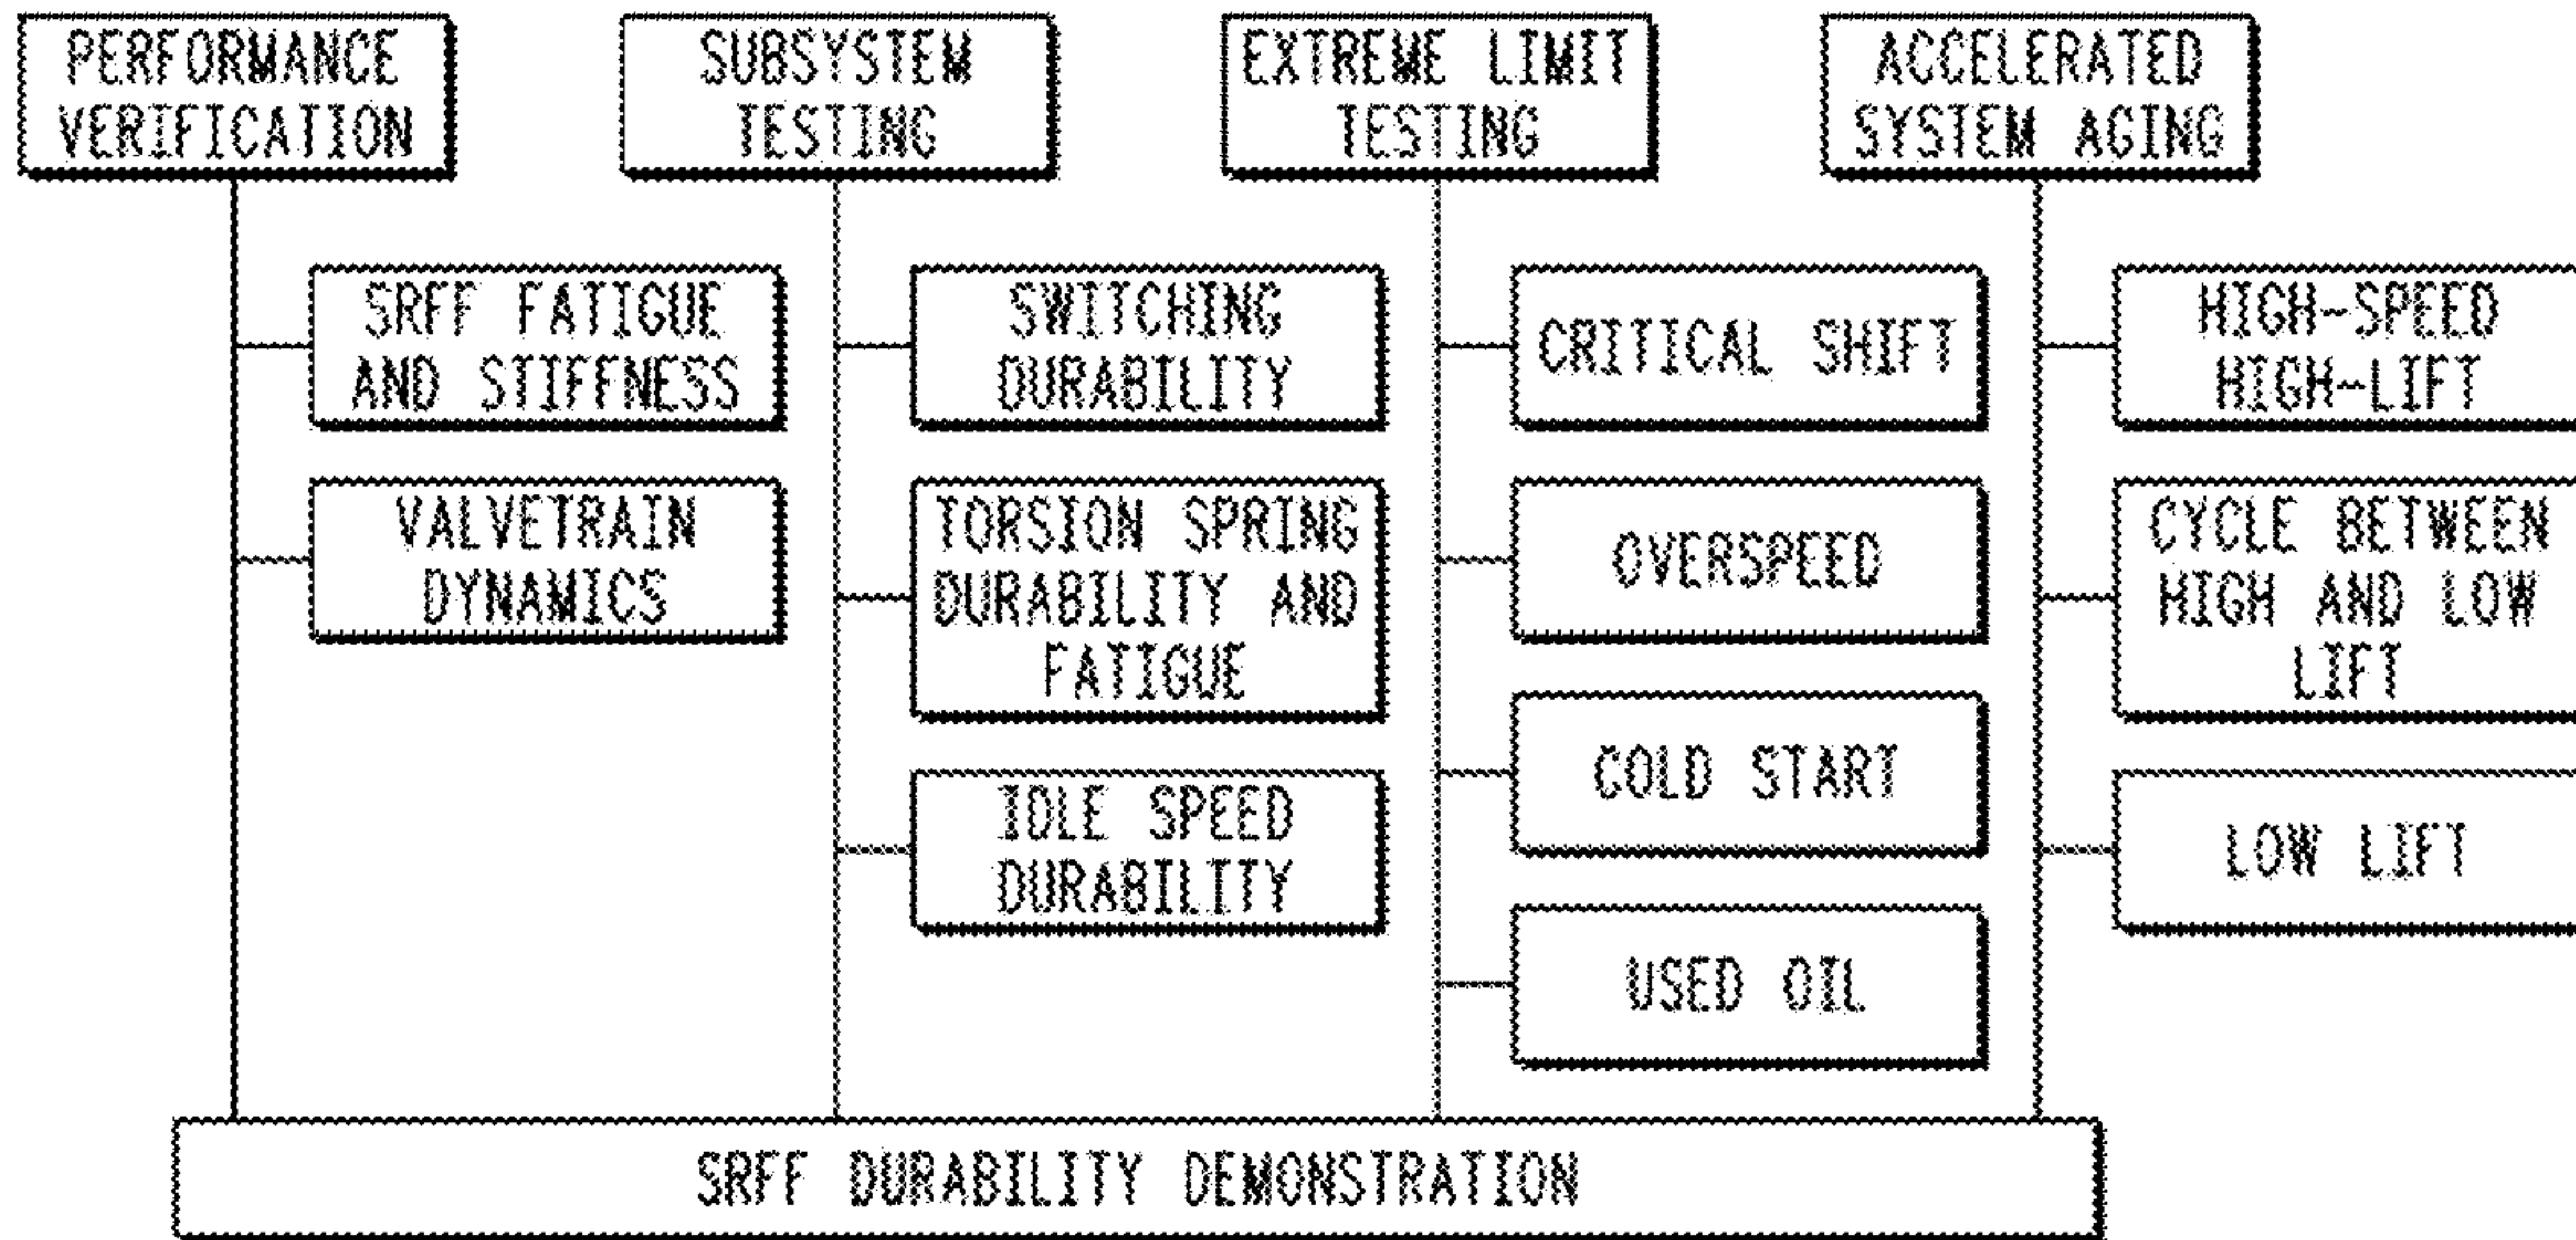 PERFORMANCE
VERIFICATION
SUBSYSTEM
TESTING
EXTREME LIMIT
TESTING
ACCELERATED
SYSTEM AGING
SRFF FATIGUE
AND STIFFNESS
VALVETRAIN
DYNAMICS
SWITCHING
DURABILITY
TORSION SPRING
DURABILITY AND
FATIGUE
IDLE SPEED
DURABILITY
CRITICAL SHIFT
OVERSPEED
COLD START
USED OIL
HIGH-SPEED
HIGH-LIFT
CYCLE BETWEEN
HIGH AND LOW
LIFT
LOW LIFT
SRFF DURABILITY DEMONSTRATION